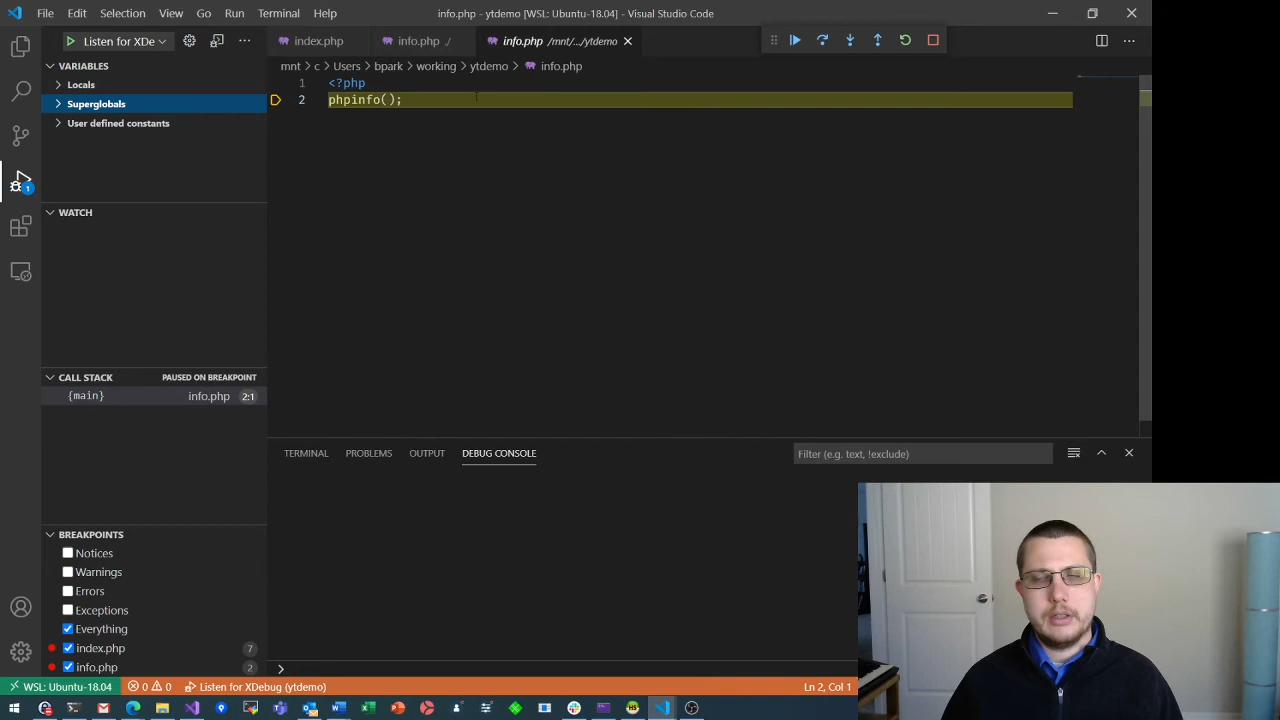 File Edit Selection View Go Run Terminal Help info.php - ytdemo [WSL: Ubuntu-18.04] - Visual Studio Code
Listen for XDe
index.php info.php ./ info.php /mnt/.../ytdemo
VARIABLES
mnt > c > Users > bpark > working > ytdemo > info.php
Locals
Superglobals
User defined constants
1 <?php
2 phpinfo();
WATCH
CALL STACK PAUSED ON BREAKPOINT
{main} info.php 2:1
TERMINAL PROBLEMS OUTPUT DEBUG CONSOLE Filter (e.g. text, !exclude)
BREAKPOINTS
Notices
Warnings
Errors
Exceptions
Everything
index.php 7
info.php 2
1
WSL: Ubuntu-18.04 0 0 Listen for XDebug (ytdemo) Ln 2, Col 1